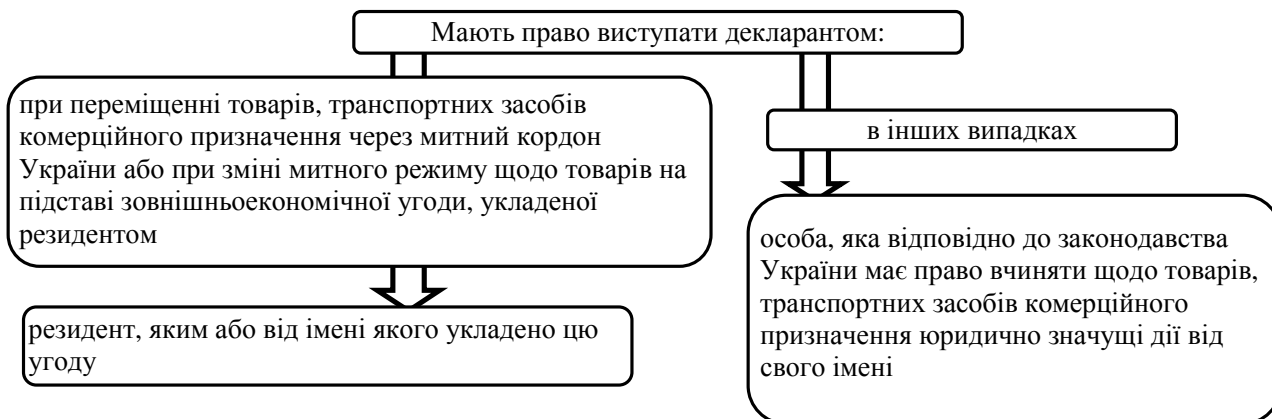 Мають право виступати декларантом:
при переміщенні товарів, транспортних засобів
комерційного призначення через митний кордон
України або при зміні митного режиму щодо товарів на
підставі зовнішньоекономічної угоди, укладеної
резидентом
резидент, яким або від імені якого укладено цю
угоду
в інших випадках
особа, яка відповідно до законодавства
України має право вчиняти щодо товарів,
транспортних засобів комерційного
призначення юридично значущі дії від
свого імені